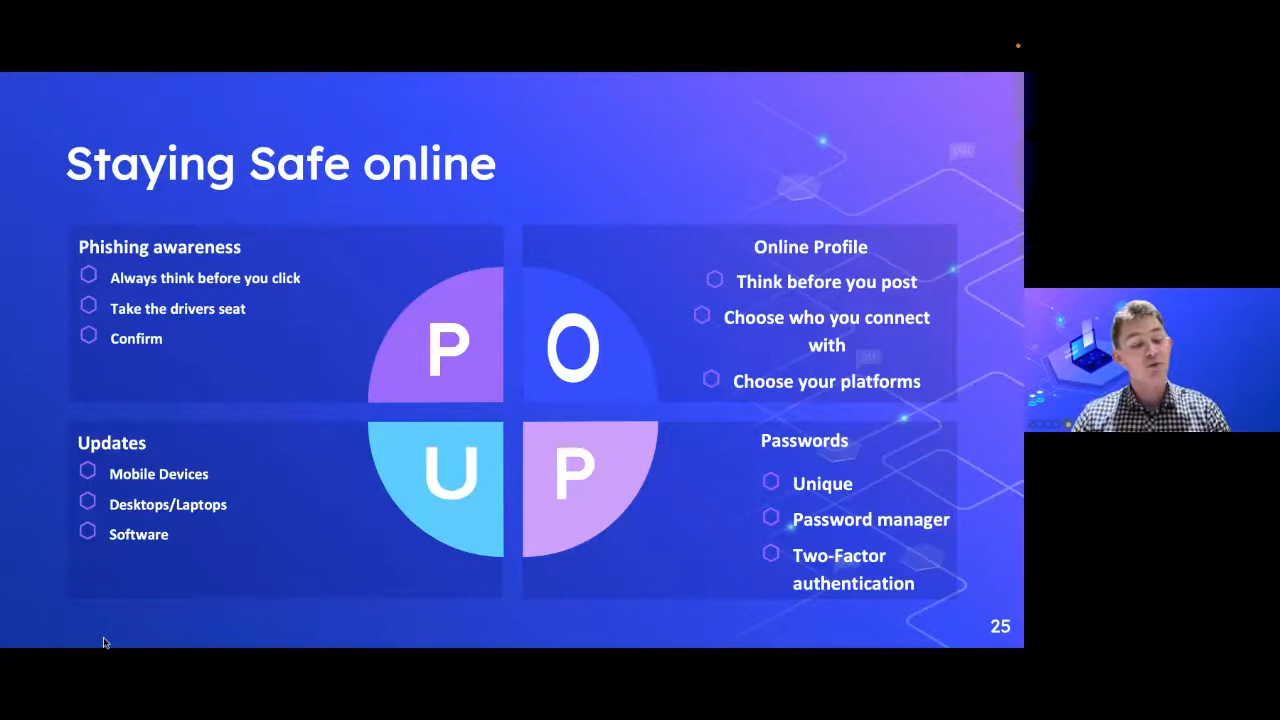 Staying Safe online
Phishing awareness
Always think before you click
Take the drivers seat
Confirm
P
O
Online Profile
Think before you post
Choose who you connect
with
Choose your platforms
Updates
Mobile Devices
Desktops/Laptops
Software
U
P
Passwords
Unique
Password manager
Two-Factor
authentication
25